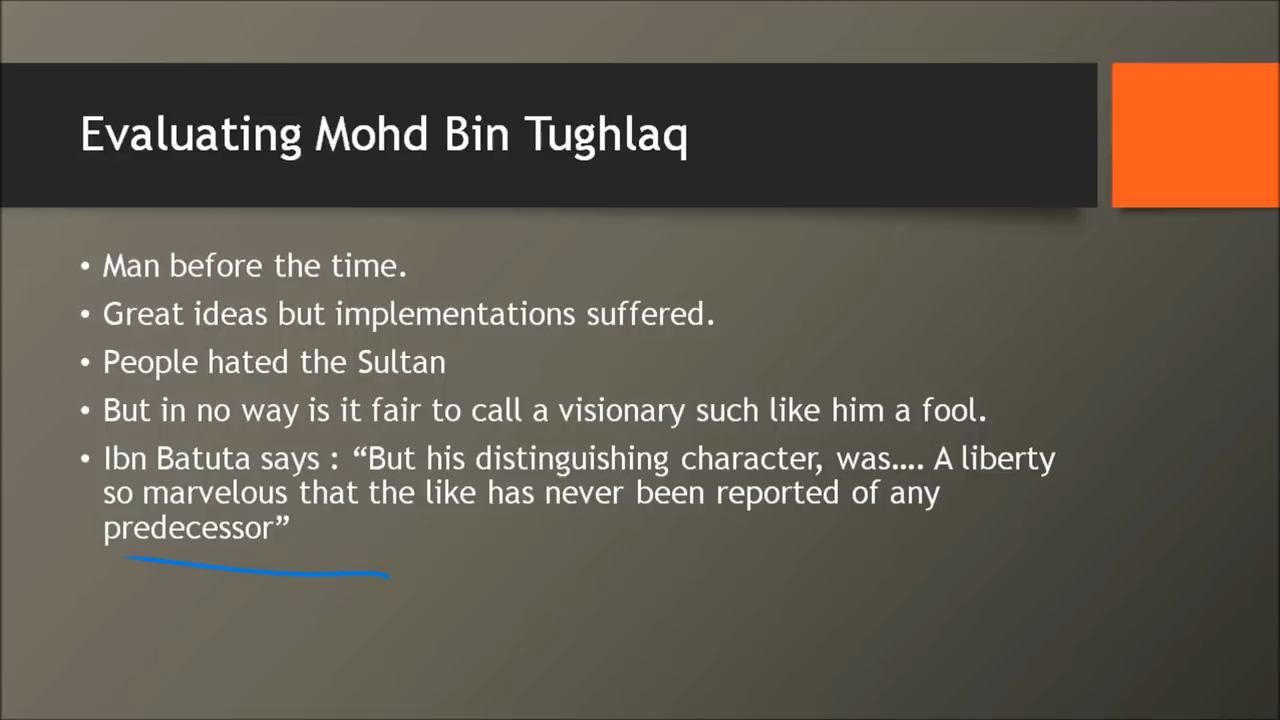 Evaluating Mohd Bin Tughlaq
• Man before the time.
• Great ideas but implementations suffered.
• People hated the Sultan
• But in no way is it fair to call a visionary such like him a fool.
• Ibn Batuta says : “But his distinguishing character, was…. A liberty
so marvelous that the like has never been reported of any
predecessor”